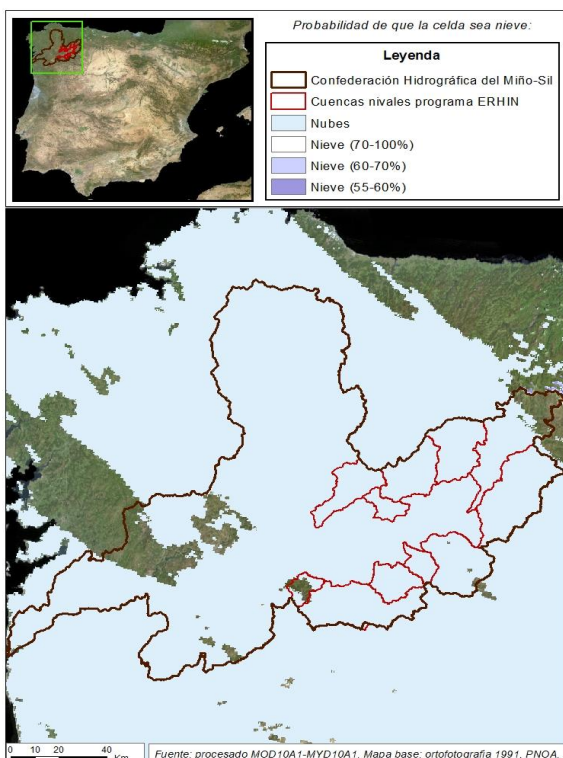 Probabilidad de que la celda sea nieve:
Leyenda
Confederación Hidrográfica del Miño-Sil
Cuencas nivales programa ERHIN
Nubes
Nieve (70-100%)
Nieve (60-70%)
Nieve (55-60%)
0 10 20 40
Km
Fuente: procesado MOD10A1-MYD10A1. Mapa base: ortofotografía 1991, PNOA.